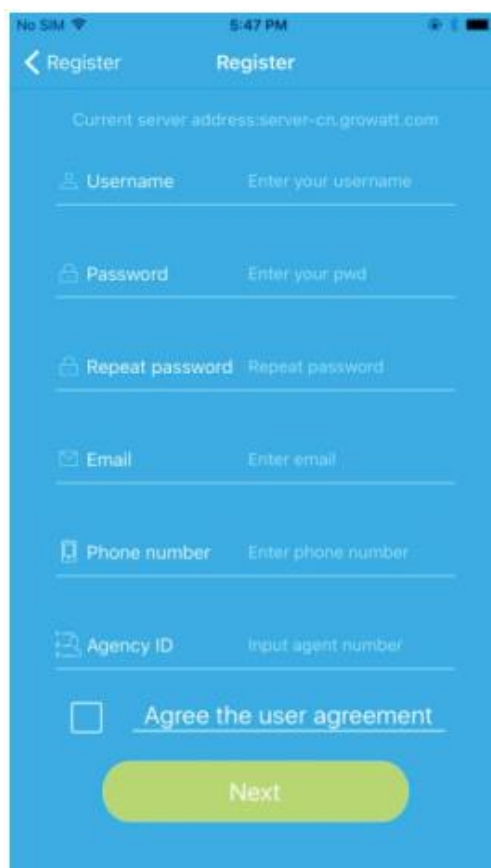 No SIM 5:47 PM
Register Register
Current server address:server-cn.growatt.com
Username Enter your username
Password Enter your pwd
Repeat password Repeat password
Email Enter email
Phone number Enter phone number
Agency ID Input agent number
Agree the user agreement
Next